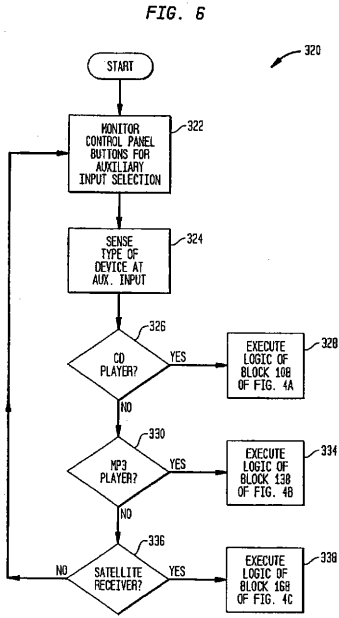 FIG. 6
320
START
MONITOR
CONTROL PANEL
BUTTONS FOR
AUXILIARY
INPUT SELECTION
322
SENSE
TYPE OF
DEVICE AT
AUX. INPUT
324
326
CD
PLAYER?
YES
EXECUTE
LOGIC OF
BLOCK 108
OF FIG. 4A
328
NO
330
MP3
PLAYER?
YES
EXECUTE
LOGIC OF
BLOCK 138
OF FIG. 4B
334
NO
336
NO
SATELLITE
RECEIVER?
YES
EXECUTE
LOGIC OF
BLOCK 168
OF FIG. 4C
338